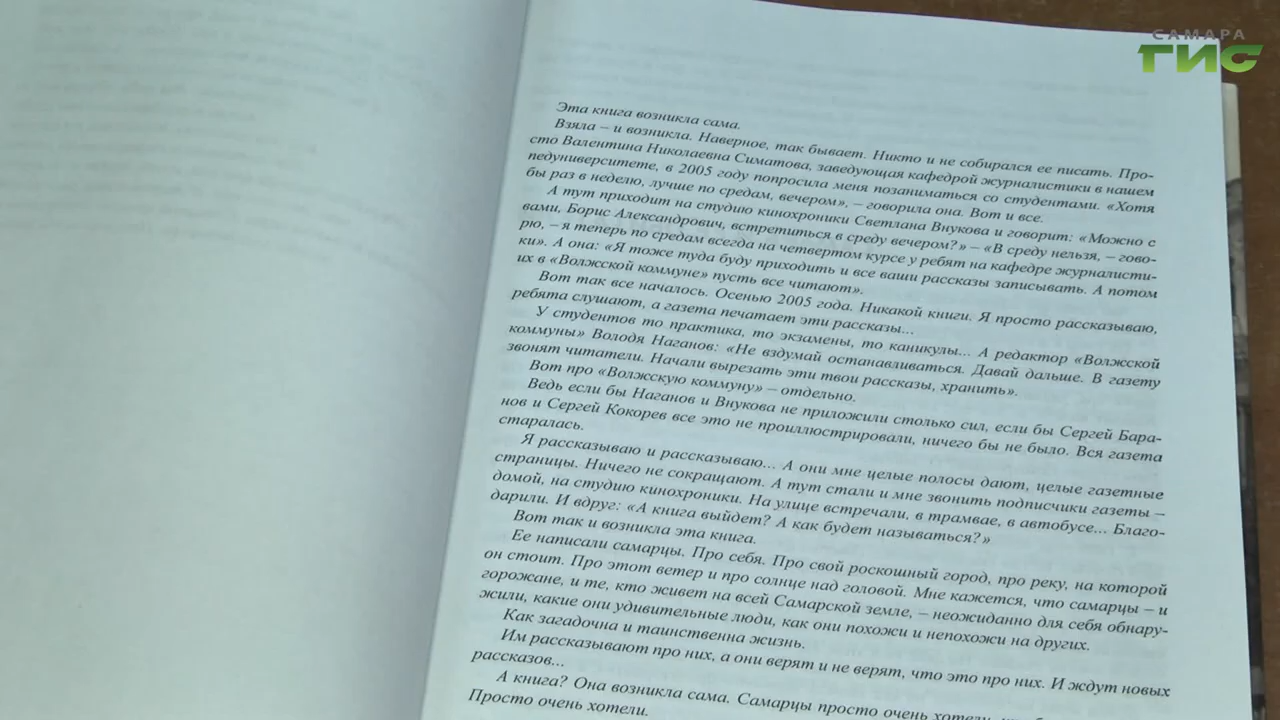 САМАРА
ГИС
Эта книга возникла сама.
Взяла – и возникла. Наверное, так бывает. Никто и не собирался ее писать. Про-
сто Валентина Николаевна Симатова, заведующая кафедрой журналистики в нашем
педуниверситете, в 2005 году попросила меня позаниматься со студентами. «Хотя
бы раз в неделю, лучше по средам, вечером», – говорила она. Вот и все.
А тут приходит на студию кинохроники Светлана Внукова и говорит: «Можно с
вами, Борис Александрович, встретиться в среду вечером?» – «В среду нельзя, – гово-
рю, – я теперь по средам всегда на четвертом курсе у ребят на кафедре журналисти-
ки». А она: «Я тоже туда буду приходить и все ваши рассказы записывать. А потом
их в «Волжской коммуне» пусть все читают».
Вот так все началось. Осенью 2005 года. Никакой книги. Я просто рассказываю,
ребята слушают, а газета печатает эти рассказы...
У студентов то практика, то экзамены, то каникулы... А редактор «Волжской
коммуны» Володя Наганов: «Не вздумай останавливаться. Давай дальше. В газету
звонят читатели. Начали вырезать эти твои рассказы, хранить».
Вот про «Волжскую коммуну» – отдельно.
Ведь если бы Наганов и Внукова не приложили столько сил, если бы Сергей Бара-
нов и Сергей Кокорев все это не проиллюстрировали, ничего бы не было. Вся газета
старалась.
Я рассказываю и рассказываю... А они мне целые полосы дают, целые газетные
страницы. Ничего не сокращают. А тут стали и мне звонить подписчики газеты –
домой, на студию кинохроники. На улице встречали, в трамвае, в автобусе... Благо-
дарили. И вдруг: «А книга выйдет? А как будет называться?»
Вот так и возникла эта книга.
Ее написали самарцы. Про себя. Про свой роскошный город, про реку, на которой
он стоит. Про этот ветер и про солнце над головой. Мне кажется, что самарцы – и
горожане, и те, кто живет на всей Самарской земле, – неожиданно для себя обнару-
жили, какие они удивительные люди, как они похожи и непохожи на других.
Как загадочна и таинственна жизнь.
Им рассказывают про них, а они верят и не верят, что это про них. И ждут новых
рассказов...
А книга? Она возникла сама. Самарцы просто очень хотели,
Просто очень хотели.